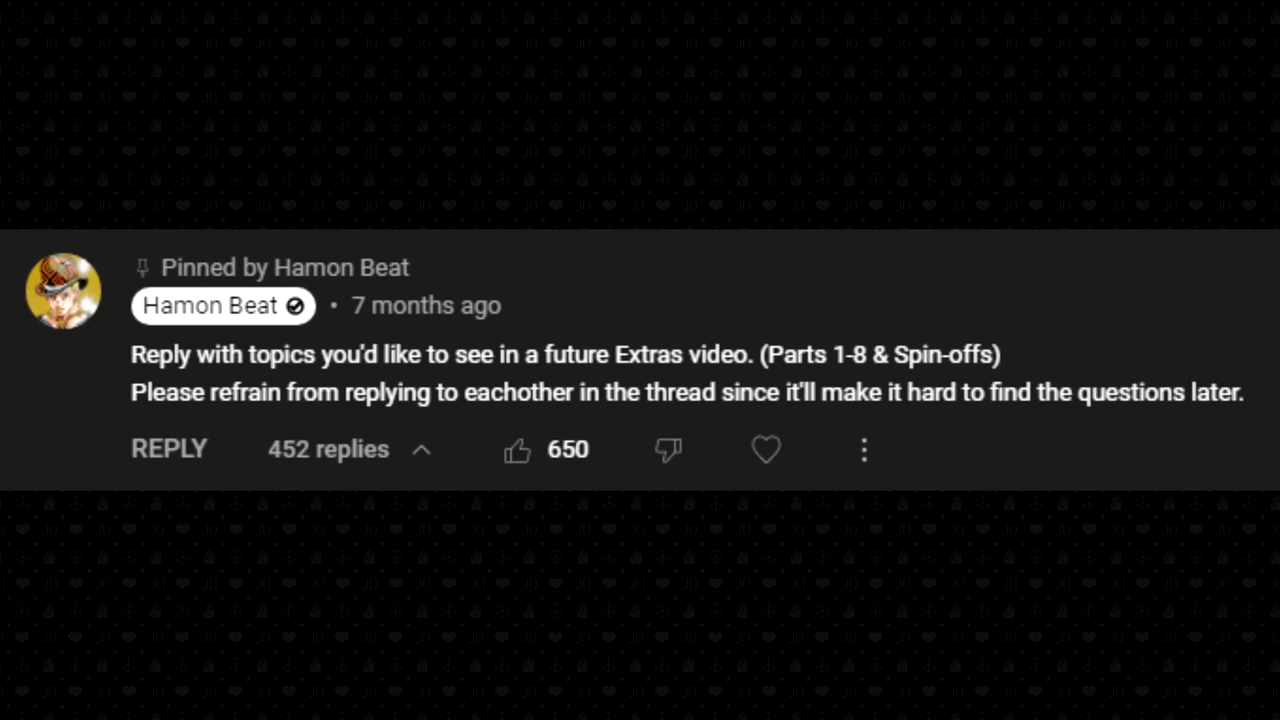 Pinned by Hamon Beat
Hamon Beat • 7 months ago
Reply with topics you'd like to see in a future Extras video. (Parts 1-8 & Spin-offs)
Please refrain from replying to eachother in the thread since it'll make it hard to find the questions later.
REPLY 452 replies 650